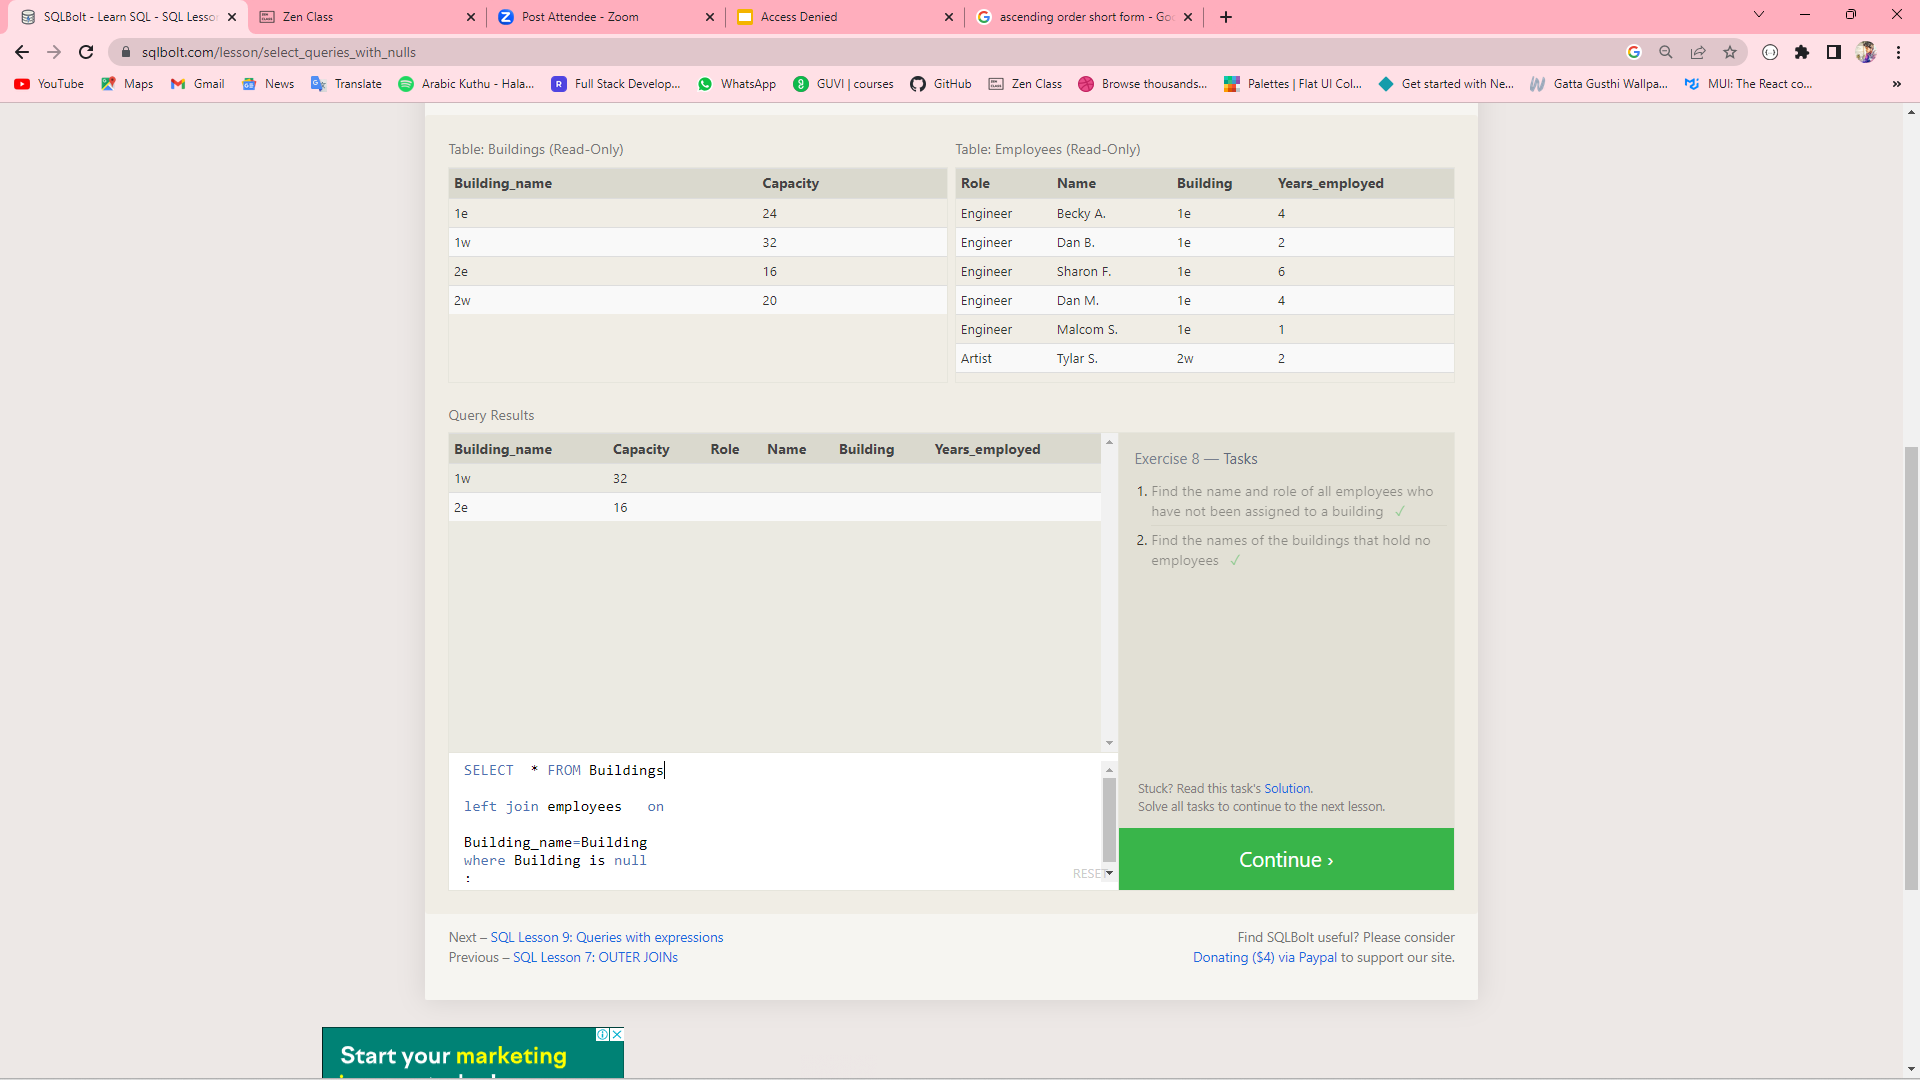 SQLBolt - Learn SQL - SQL Lesso
Zen Class
Post Attendee - Zoom
Access Denied
ascending order short form - Goo
sqlbolt.com/lesson/select_queries_with_nulls
YouTube
Maps
Gmail
News
Translate
Arabic Kuthu - Hala...
Full Stack Develop...
WhatsApp
GUVI | courses
GitHub
Zen Class
Browse thousands...
Palettes | Flat UI Col...
Get started with Ne...
Gatta Gusthi Wallpa...
MUI: The React co...
»
Table: Buildings (Read-Only)
Building_name Capacity
1e 24
1w 32
2e 16
2w 20
Table: Employees (Read-Only)
Role Name Building Years_employed
Engineer Becky A. 1e 4
Engineer Dan B. 1e 2
Engineer Sharon F. 1e 6
Engineer Dan M. 1e 4
Engineer Malcom S. 1e 1
Artist Tylar S. 2w 2
Query Results
Building_name Capacity Role Name Building Years_employed
1w 32
2e 16
Exercise 8 — Tasks
1. Find the name and role of all employees who
have not been assigned to a building ✓
2. Find the names of the buildings that hold no
employees ✓
SELECT * FROM Buildings
left join employees on
Building_name=Building
where Building is null
RESET
Stuck? Read this task's Solution.
Solve all tasks to continue to the next lesson.
Continue ›
Next – SQL Lesson 9: Queries with expressions
Previous – SQL Lesson 7: OUTER JOINs
Find SQLBolt useful? Please consider
Donating ($4) via Paypal to support our site.
Start your marketing